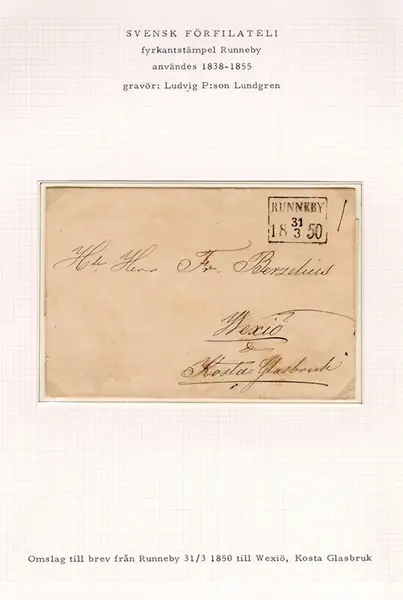 SVENSK FÖRFILATELI
fyrkantstämpel Runneby
användes 1838-1855
gravör: Ludvig P:son Lundgren
RUNNEBY
31
18 3 50
Herr Fr. Berzelius
Wexiö
&
Kosta Glasbruk
Omslag till brev från Runneby 31/3 1850 till Wexiö, Kosta Glasbruk